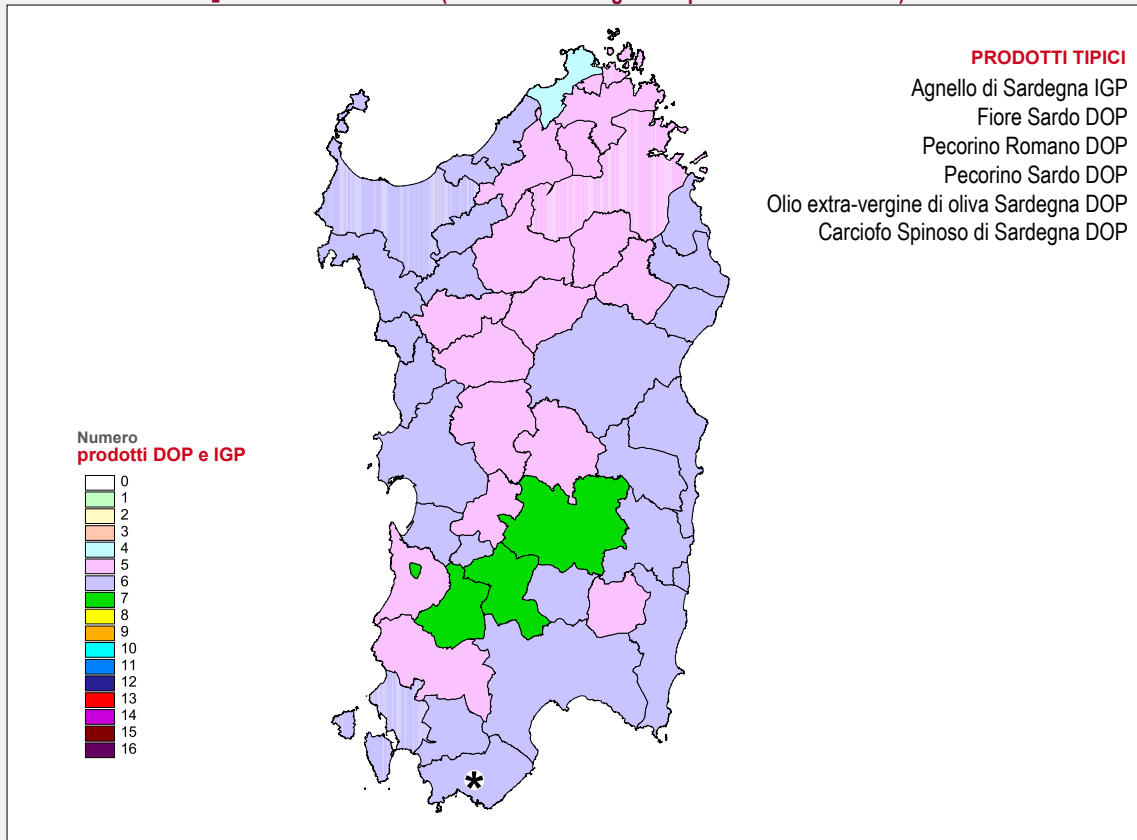 PRODOTTI TIPICI
Agnello di Sardegna IGP
Fiore Sardo DOP
Pecorino Romano DOP
Pecorino Sardo DOP
Olio extra-vergine di oliva Sardegna DOP
Carciofo Spinoso di Sardegna DOP
Numero
prodotti DOP e IGP
0
1
2
3
4
5
6
7
8
9
10
11
12
13
14
15
16
*